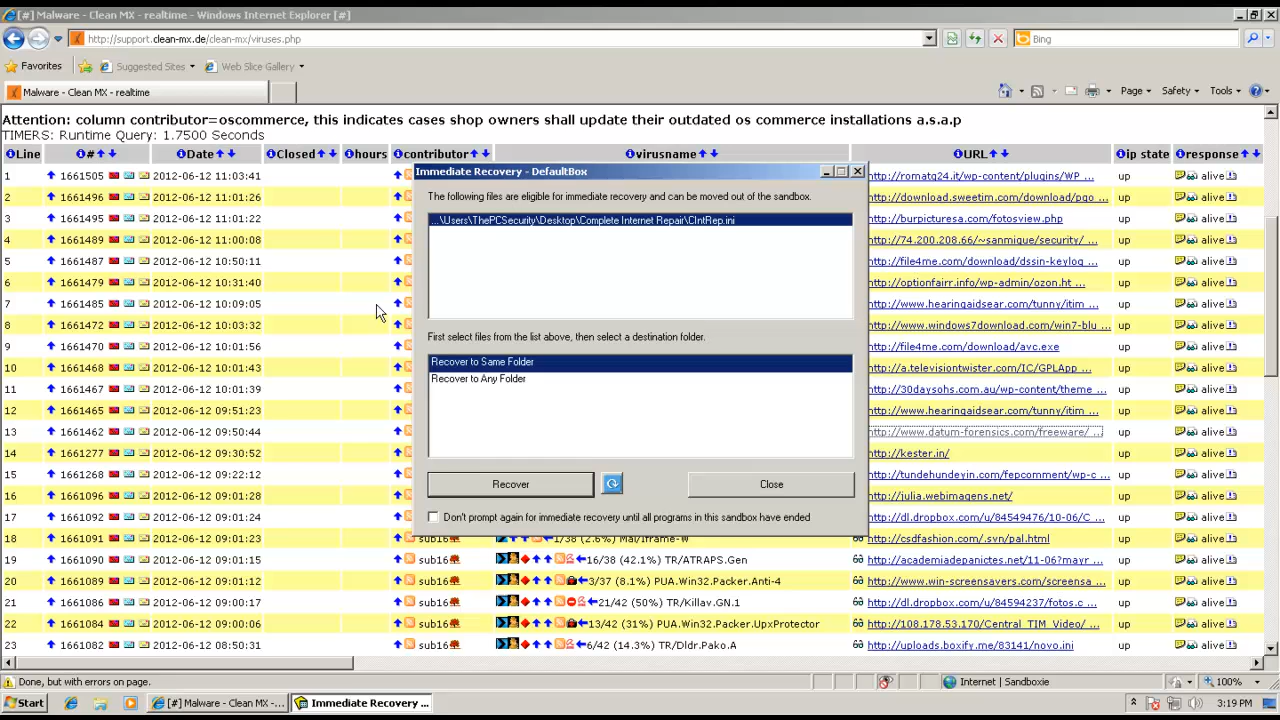 [#] Malware - Clean MX - realtime - Windows Internet Explorer [#]
http://support.clean-mx.de/clean-mx/viruses.php
Bing
Favorites Suggested Sites Web Slice Gallery
Malware - Clean MX - realtime
Page Safety Tools
Attention: column contributor=oscommerce, this indicates cases shop owners shall update their outdated os commerce installations a.s.a.p
TIMERS: Runtime Query: 1.7500 Seconds
Line # Date Closed hours contributor virusname URL ip state response
Immediate Recovery - DefaultBox
The following files are eligible for immediate recovery and can be moved out of the sandbox.
...\Users\ThePCSecurity\Desktop\Complete Internet Repair\CIntRep.ini
First select files from the list above, then select a destination folder.
Recover to Same Folder
Recover to Any Folder
Recover
Close
Don't prompt again for immediate recovery until all programs in this sandbox have ended
1 1661505 2012-06-12 11:03:41 http://romatg24.it/wp-content/plugins/WP ... up alive
2 1661496 2012-06-12 11:01:26 http://download.sweetim.com/download/pgo ... up alive
3 1661495 2012-06-12 11:01:22 http://burpicturesa.com/fotosview.php up alive
4 1661489 2012-06-12 11:00:08 http://74.200.208.66/~sanmique/security/ ... up alive
5 1661487 2012-06-12 10:50:11 http://file4me.com/download/dssin-keylog ... up alive
6 1661479 2012-06-12 10:31:40 http://optionfairr.info/wp-admin/ozon.ht ... up alive
7 1661485 2012-06-12 10:09:05 http://www.hearingaidsear.com/tunny/itim ... up alive
8 1661472 2012-06-12 10:03:32 http://www.windows7download.com/win7-blu ... up alive
9 1661470 2012-06-12 10:01:56 http://file4me.com/download/avc.exe up alive
10 1661468 2012-06-12 10:01:43 http://a.televisiontwister.com/IC/GPLApp ... up alive
11 1661467 2012-06-12 10:01:39 http://30daysohs.com.au/wp-content/theme ... up alive
12 1661465 2012-06-12 09:51:23 http://www.hearingaidsear.com/tunny/itim ... up alive
13 1661462 2012-06-12 09:50:44 http://www.datum-forensics.com/freeware/ ... up alive
14 1661277 2012-06-12 09:30:52 http://kester.in/ up alive
15 1661268 2012-06-12 09:22:12 http://tundehundeyin.com/fepcomment/wp-c ... up alive
16 1661096 2012-06-12 09:01:28 http://julia.webimagens.net/ up alive
17 1661092 2012-06-12 09:01:24 http://dl.dropbox.com/u/84549476/10-06/C ... up alive
18 1661091 2012-06-12 09:01:18 sub16 1/38 (2.6%) Mal/Iframe-W http://csdfashion.com/.svn/pal.html up alive
19 1661090 2012-06-12 09:01:15 sub16 16/38 (42.1%) TR/ATRAPS.Gen http://academiadepanictes.net/11-06?mayr ... up alive
20 1661089 2012-06-12 09:01:12 sub16 3/37 (8.1%) PUA.Win32.Packer.Anti-4 http://www.win-screensavers.com/screensa ... up alive
21 1661086 2012-06-12 09:00:17 sub16 21/42 (50%) TR/Killav.GN.1 http://dl.dropbox.com/u/84594237/fotos.c ... up alive
22 1661084 2012-06-12 09:00:06 sub16 13/42 (31%) PUA.Win32.Packer.UpxProtector http://108.178.53.170/Central_TIM_Video/ ... up alive
23 1661082 2012-06-12 08:50:31 sub16 6/42 (14.3%) TR/Dldr.Pako.A http://uploads.boxify.me/83141/novo.ini up alive
Done, but with errors on page. Internet | Sandboxie 100%
Start [#] Malware - Clean MX -... Immediate Recovery ... 3:19 PM